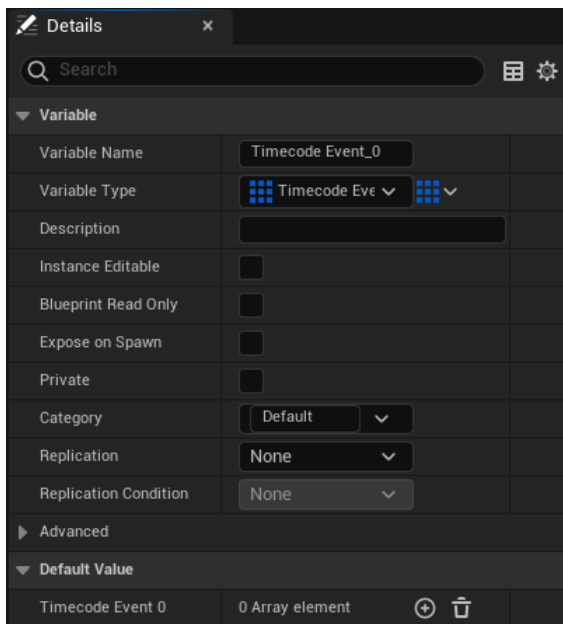 Details
Search
Variable
Variable Name Timecode Event_0
Variable Type Timecode Eve
Description
Instance Editable
Blueprint Read Only
Expose on Spawn
Private
Category Default
Replication None
Replication Condition None
Advanced
Default Value
Timecode Event 0 0 Array element